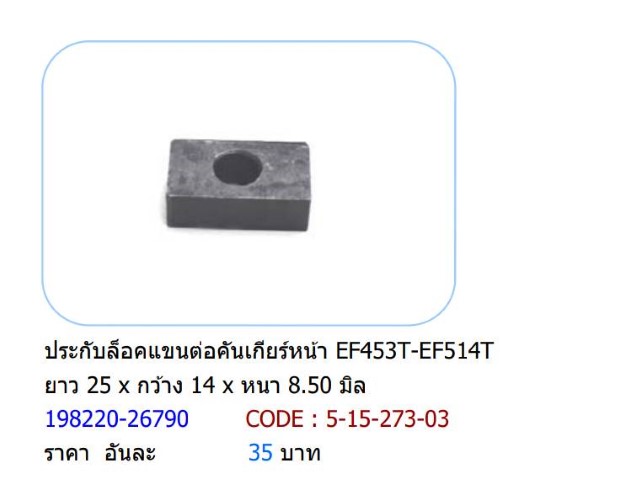 ประกับล็อคแขนต่อคันเกียร์หน้า EF453T-EF514T
ยาว 25 x กว้าง 14 x หนา 8.50 มิล
198220-26790 CODE : 5-15-273-03
ราคา อันละ 35 บาท